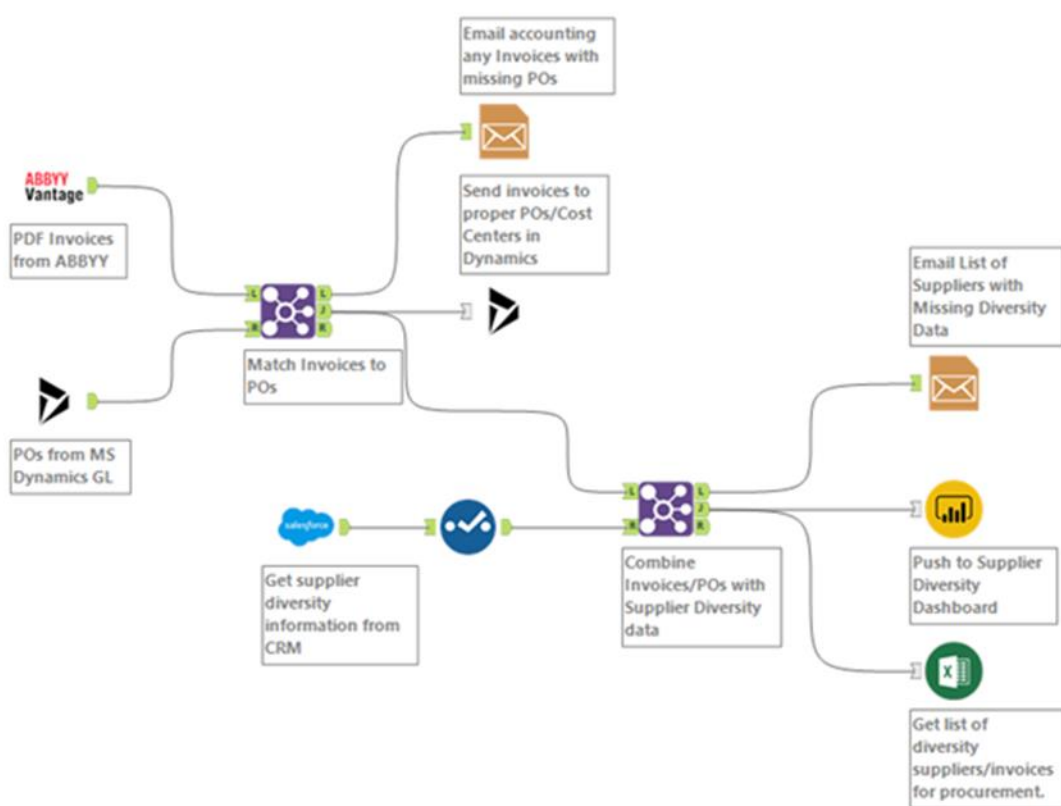 Email accounting
any Invoices with
missing POs
ABBYY
Vantage
PDF Invoices
from ABBYY
Send invoices to
proper POs/Cost
Centers in
Dynamics
L
R
L
J
R
Match Invoices to
POs
POs from MS
Dynamics GL
Email List of
Suppliers with
Missing Diversity
Data
salesforce
Get supplier
diversity
information from
CRM
L
R
L
J
R
Combine
Invoices/POs with
Supplier Diversity
data
Push to Supplier
Diversity
Dashboard
X
Get list of
diversity
suppliers/invoices
for procurement.